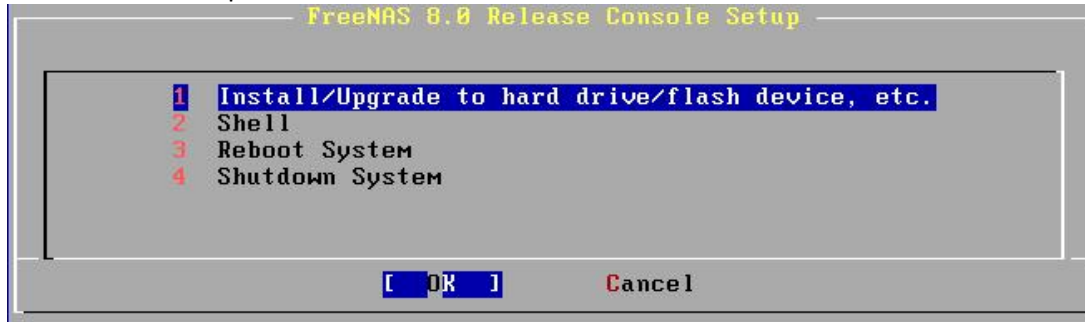 FreeNAS 8.0 Release Console Setup
1 Install/Upgrade to hard drive/flash device, etc.
2 Shell
3 Reboot System
4 Shutdown System
[ OK ] Cancel